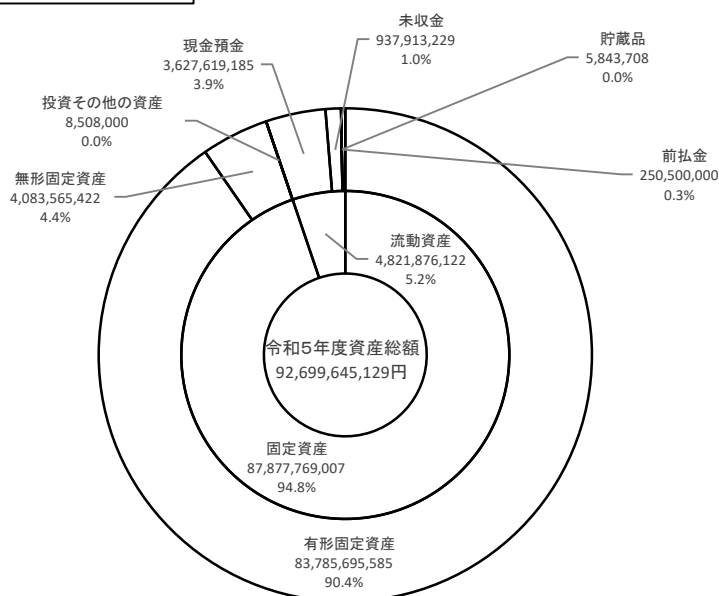 未収金
937,913,229
1.0%
貯蔵品
5,843,708
0.0%
現金預金
3,627,619,185
3.9%
投資その他の資産
8,508,000
0.0%
前払金
250,500,000
0.3%
無形固定資産
4,083,565,422
4.4%
流動資産
4,821,876,122
5.2%
令和5年度資産総額
92,699,645,129円
固定資産
87,877,769,007
94.8%
有形固定資産
83,785,695,585
90.4%